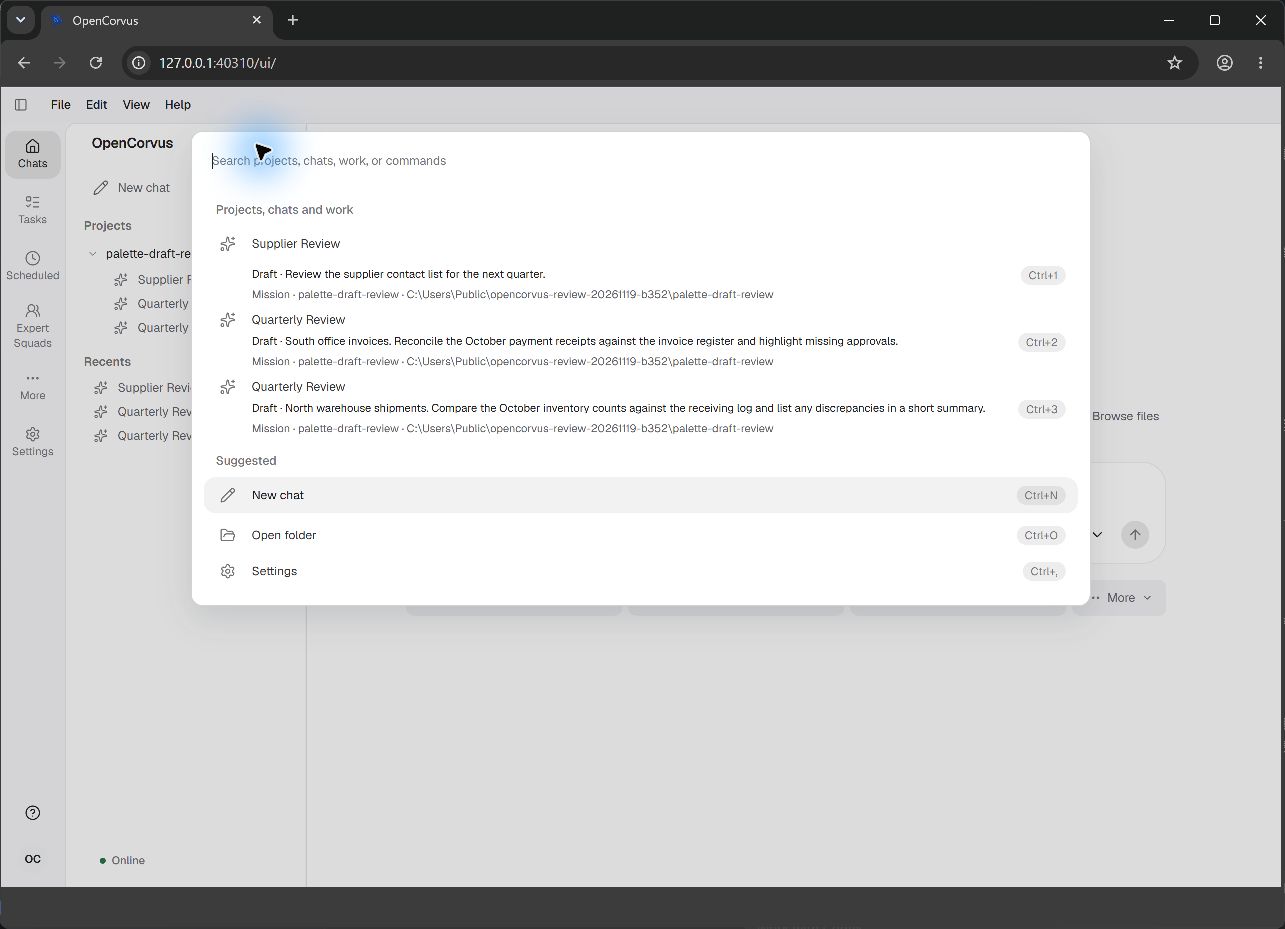 OpenCorvus
127.0.0.1:40310/ui/
File Edit View Help
Chats
Tasks
Scheduled
Expert
Squads
More
Settings
OC
OpenCorvus
New chat
Projects
palette-draft-re
Supplier R
Quarterly
Quarterly
Recents
Supplier Revi
Quarterly Rev
Quarterly Rev
Online
Search projects, chats, work, or commands
Projects, chats and work
Supplier Review
Draft · Review the supplier contact list for the next quarter. Ctrl+1
Mission · palette-draft-review · C:\Users\Public\opencorvus-review-20261119-b352\palette-draft-review
Quarterly Review
Draft · South office invoices. Reconcile the October payment receipts against the invoice register and highlight missing approvals. Ctrl+2
Mission · palette-draft-review · C:\Users\Public\opencorvus-review-20261119-b352\palette-draft-review
Quarterly Review
Draft · North warehouse shipments. Compare the October inventory counts against the receiving log and list any discrepancies in a short summary. Ctrl+3
Mission · palette-draft-review · C:\Users\Public\opencorvus-review-20261119-b352\palette-draft-review
Suggested
New chat Ctrl+N
Open folder Ctrl+O
Settings Ctrl+,
Browse files
More